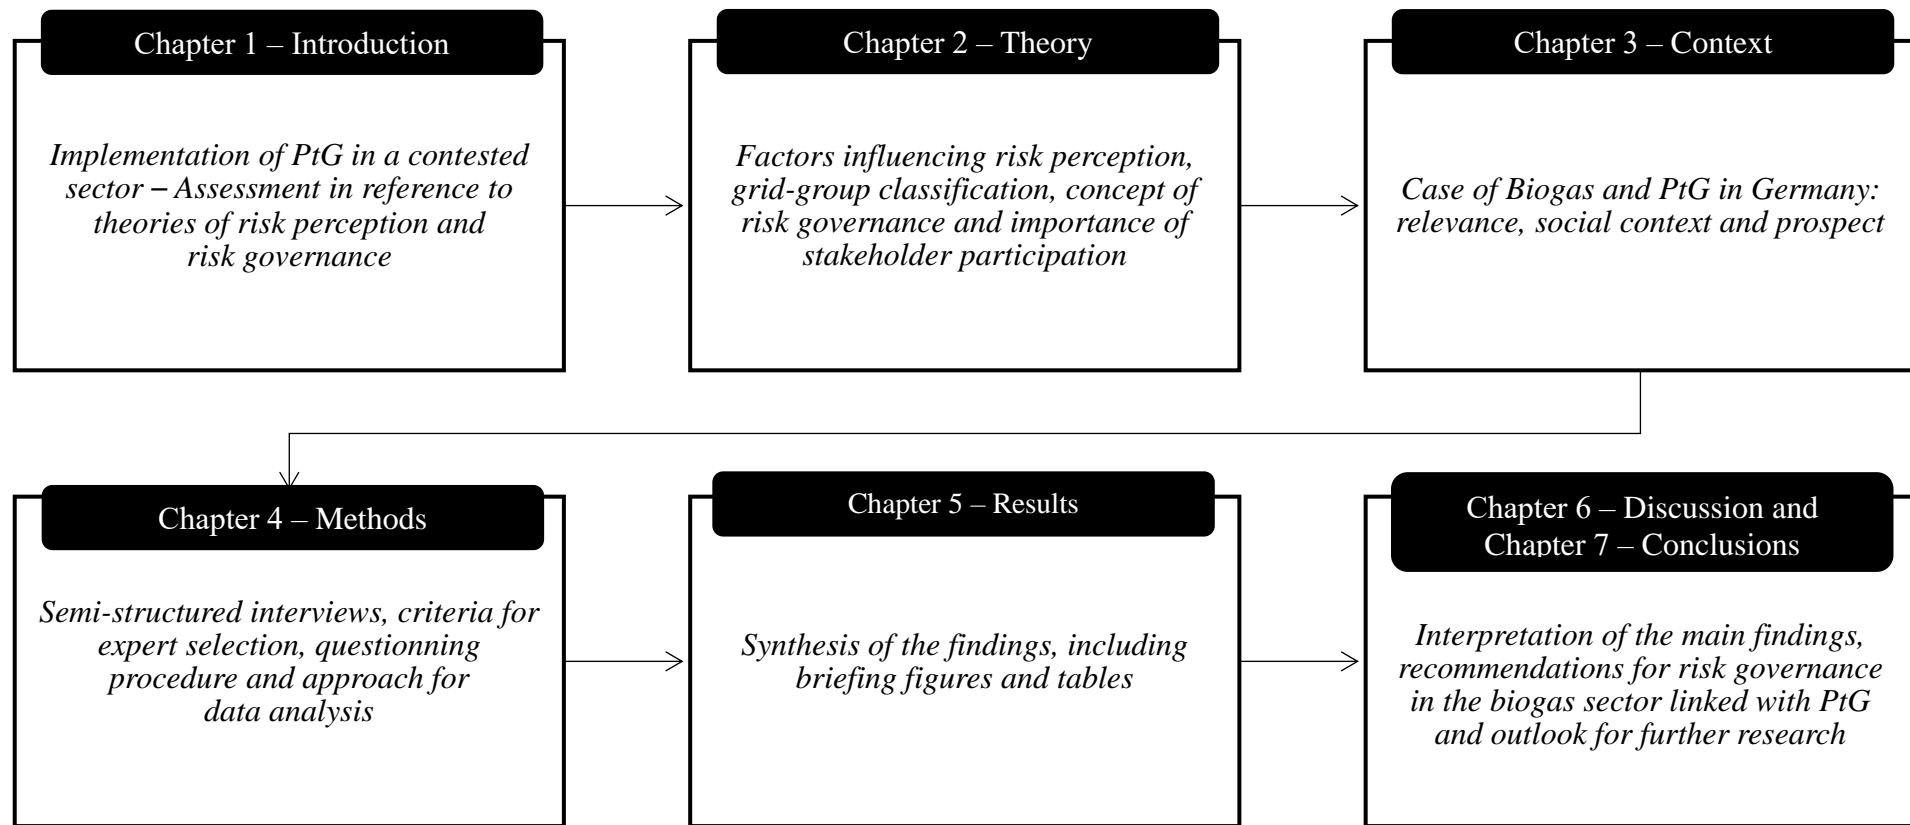 Chapter 1 – Introduction
Implementation of PtG in a contested
sector – Assessment in reference to
theories of risk perception and
risk governance
Chapter 2 – Theory
Factors influencing risk perception,
grid-group classification, concept of
risk governance and importance of
stakeholder participation
Chapter 3 – Context
Case of Biogas and PtG in Germany:
relevance, social context and prospect
Chapter 4 – Methods
Semi-structured interviews, criteria for
expert selection, questionning
procedure and approach for
data analysis
Chapter 5 – Results
Synthesis of the findings, including
briefing figures and tables
Chapter 6 – Discussion and
Chapter 7 – Conclusions
Interpretation of the main findings,
recommendations for risk governance
in the biogas sector linked with PtG
and outlook for further research